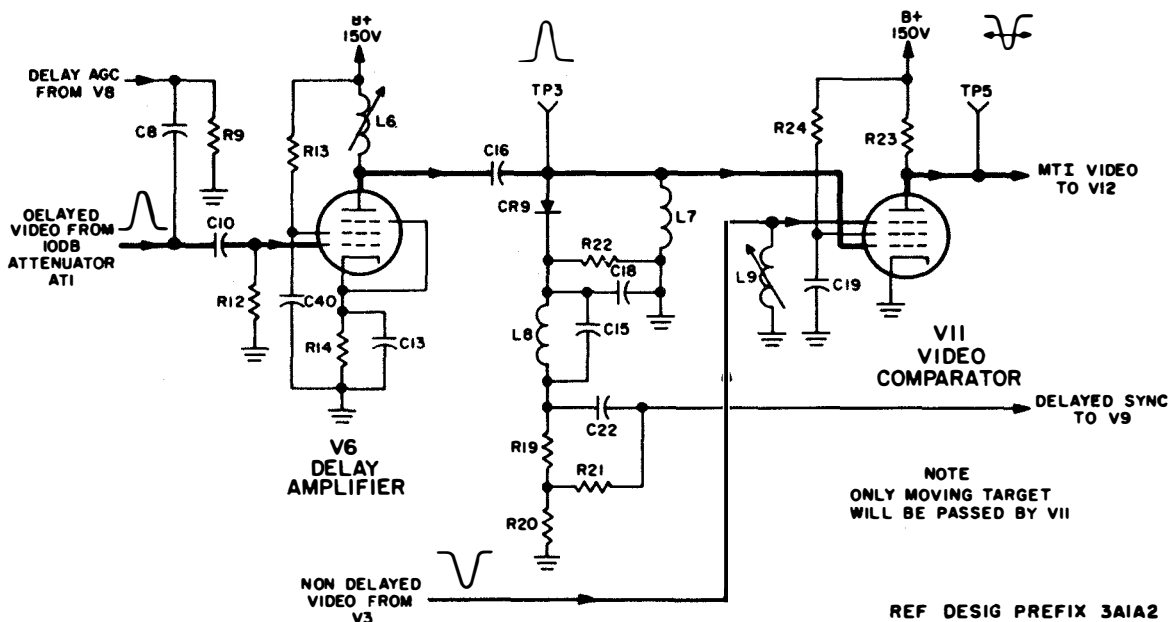 B+
150V
B+
150V
DELAY AGC
FROM V8
TP3
TP5
C8
R9
L6
R13
R24
R23
C16
MTI VIDEO
TO V12
OELAYED
VIDEO FROM
10DB
ATTENUATOR
AT1
C10
CR9
L7
R22
C18
L9
C19
R12
C40
L8
C15
R14
C13
V11
VIDEO
COMPARATOR
C22
DELAYED SYNC
TO V9
V6
DELAY
AMPLIFIER
R19
R21
NOTE
ONLY MOVING TARGET
WILL BE PASSED BY V11
R20
NON DELAYED
VIDEO FROM
V3
REF DESIG PREFIX 3A1A2